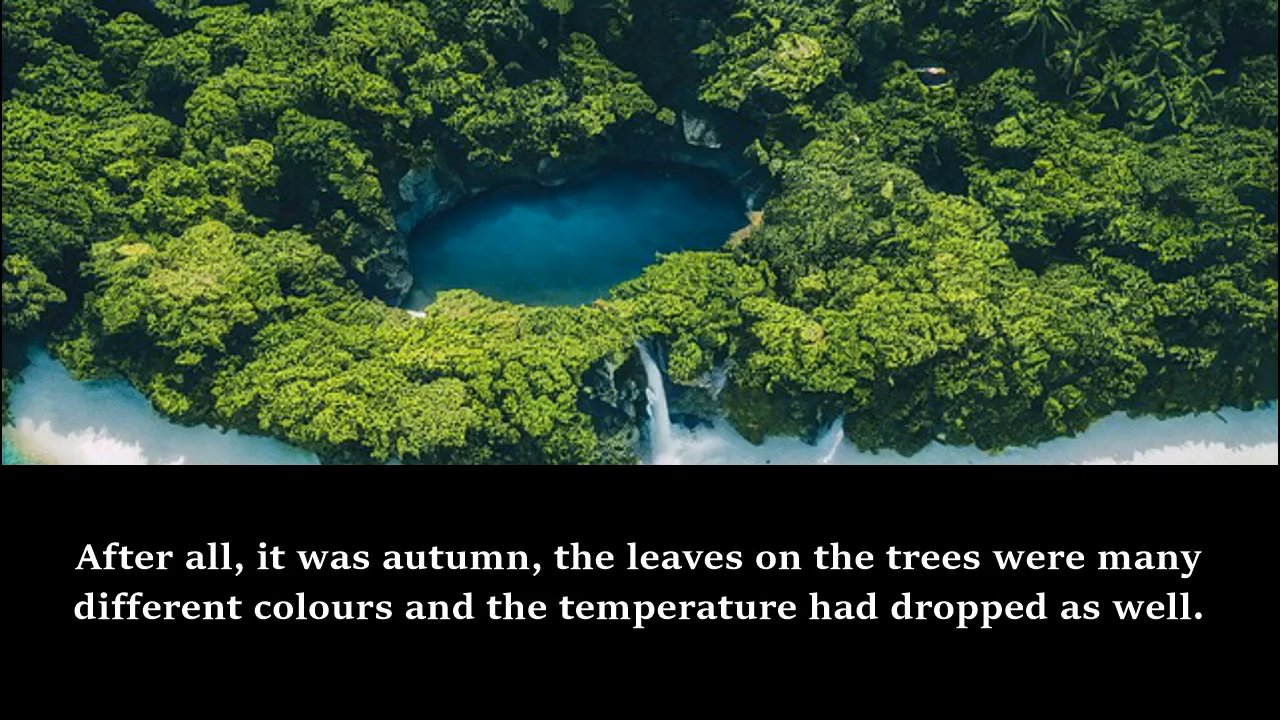 After all, it was autumn, the leaves on the trees were many
different colours and the temperature had dropped as well.